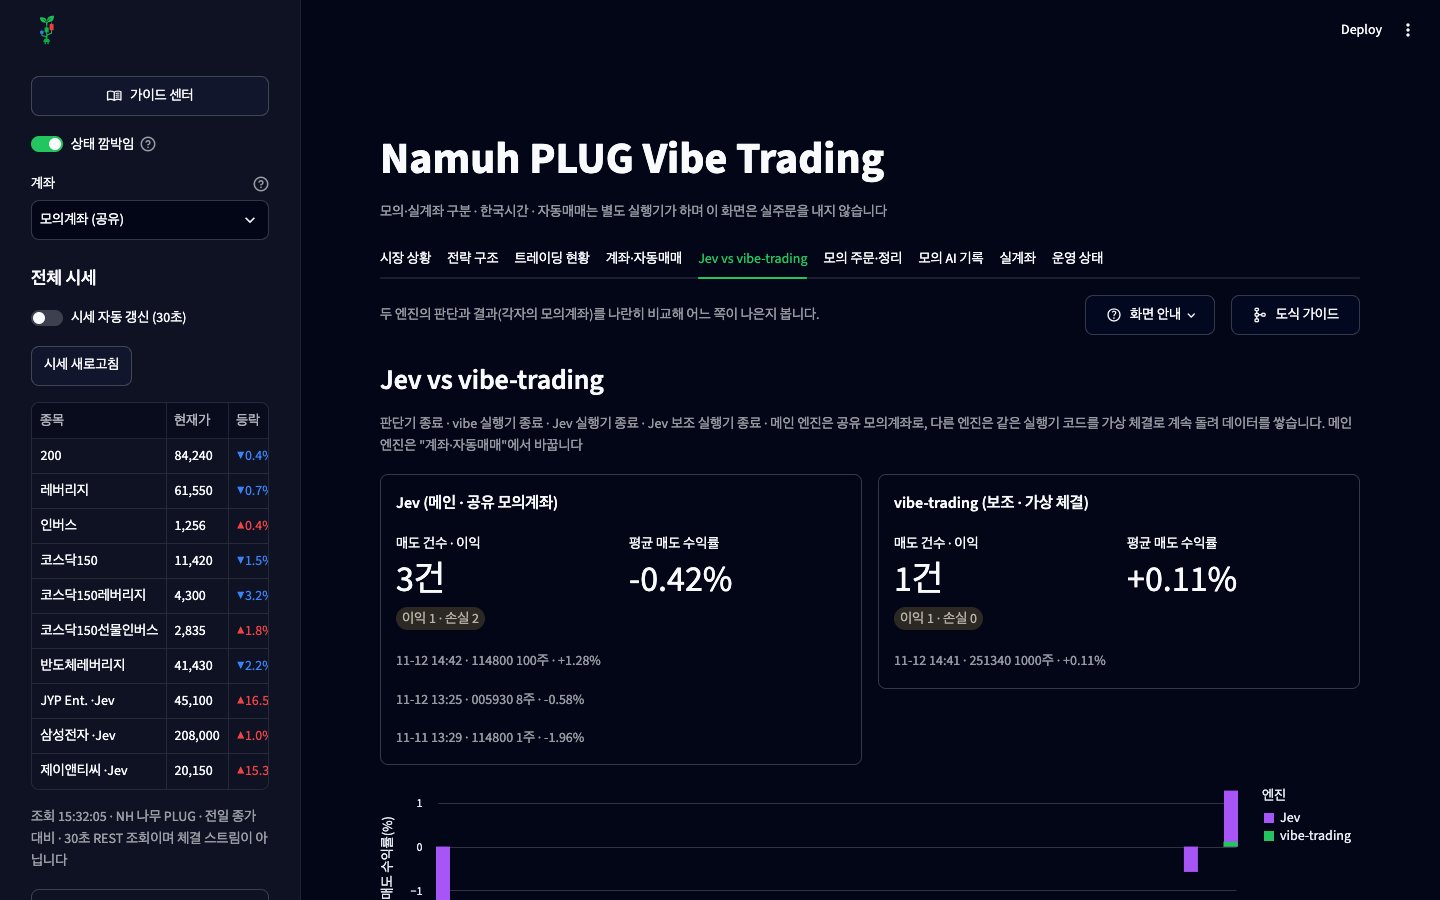 Deploy
가이드 센터
상태 깜박임
계좌
모의계좌 (공유)
전체 시세
시세 자동 갱신 (30초)
시세 새로고침
종목 현재가 등락
200 84,240 ▼0.4%
레버리지 61,550 ▼0.7%
인버스 1,256 ▲0.4%
코스닥150 11,420 ▼1.5%
코스닥150레버리지 4,300 ▼3.2%
코스닥150선물인버스 2,835 ▲1.8%
반도체레버리지 41,430 ▼2.2%
JYP Ent. ·Jev 45,100 ▲16.5
삼성전자 ·Jev 208,000 ▲1.0%
제이앤티씨 ·Jev 20,150 ▲15.3
조회 15:32:05 · NH 나무 PLUG · 전일 종가
대비 · 30초 REST 조회이며 체결 스트림이 아
닙니다
Namuh PLUG Vibe Trading
모의·실계좌 구분 · 한국시간 · 자동매매는 별도 실행기가 하며 이 화면은 실주문을 내지 않습니다
시장 상황 전략 구조 트레이딩 현황 계좌·자동매매 Jev vs vibe-trading 모의 주문·정리 모의 AI 기록 실계좌 운영 상태
두 엔진의 판단과 결과(각자의 모의계좌)를 나란히 비교해 어느 쪽이 나은지 봅니다.
화면 안내
도식 가이드
Jev vs vibe-trading
판단기 종료 · vibe 실행기 종료 · Jev 실행기 종료 · Jev 보조 실행기 종료 · 메인 엔진은 공유 모의계좌로, 다른 엔진은 같은 실행기 코드를 가상 체결로 계속 돌려 데이터를 쌓습니다. 메인
엔진은 "계좌·자동매매"에서 바꿉니다
Jev (메인 · 공유 모의계좌)
매도 건수 · 이익 평균 매도 수익률
3건 -0.42%
이익 1 · 손실 2
11-12 14:42 · 114800 100주 · +1.28%
11-12 13:25 · 005930 8주 · -0.58%
11-11 13:29 · 114800 1주 · -1.96%
vibe-trading (보조 · 가상 체결)
매도 건수 · 이익 평균 매도 수익률
1건 +0.11%
이익 1 · 손실 0
11-12 14:41 · 251340 1000주 · +0.11%
매도 수익률(%)
1
0
−1
엔진
Jev
vibe-trading